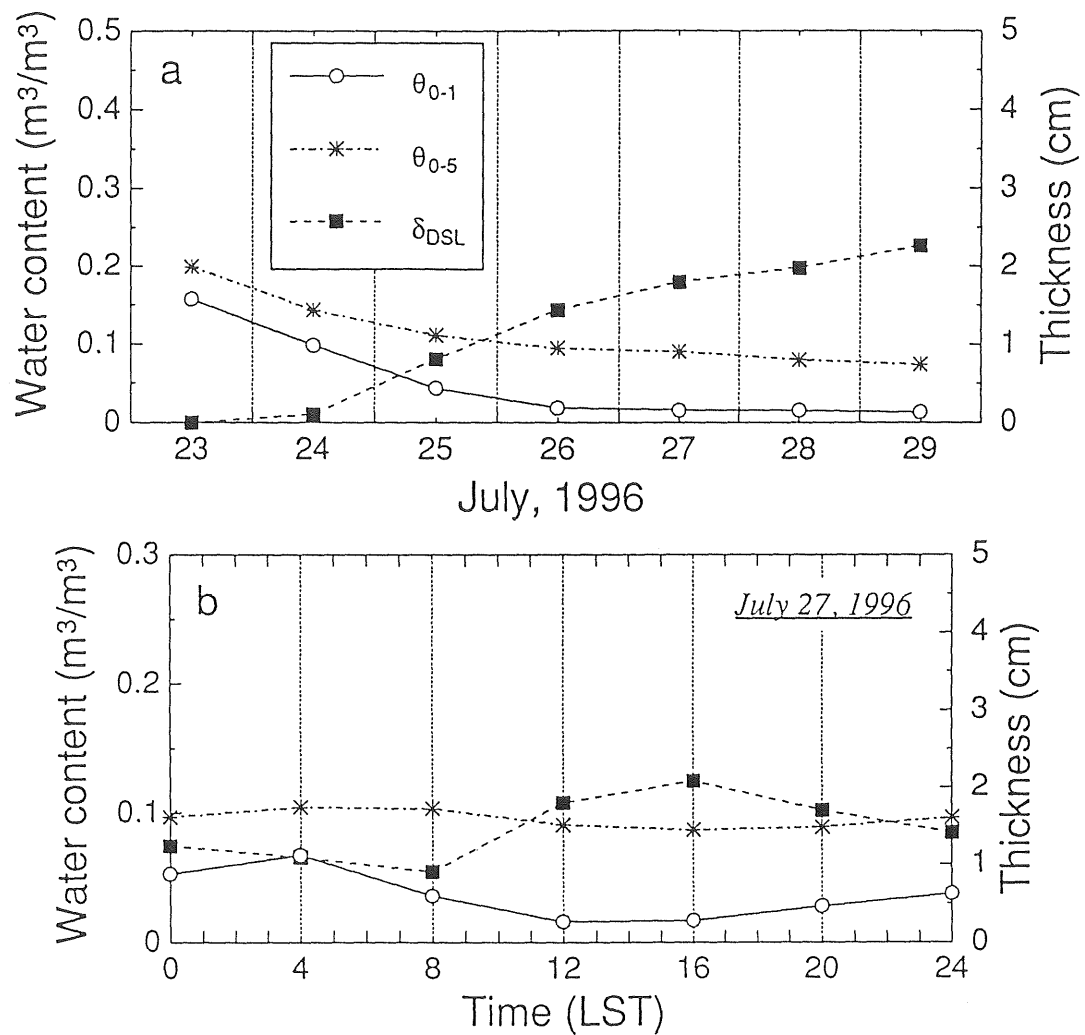 a
Water content (m³/m³)
0.5
0.4
0.3
0.2
0.1
0
θ0-1
θ0-5
δDSL
5
4
3
2
1
0
Thickness (cm)
23 24 25 26 27 28 29
July, 1996
b
July 27, 1996
Water content (m³/m³)
0.3
0.2
0.1
0
5
4
3
2
1
0
Thickness (cm)
0 4 8 12 16 20 24
Time (LST)